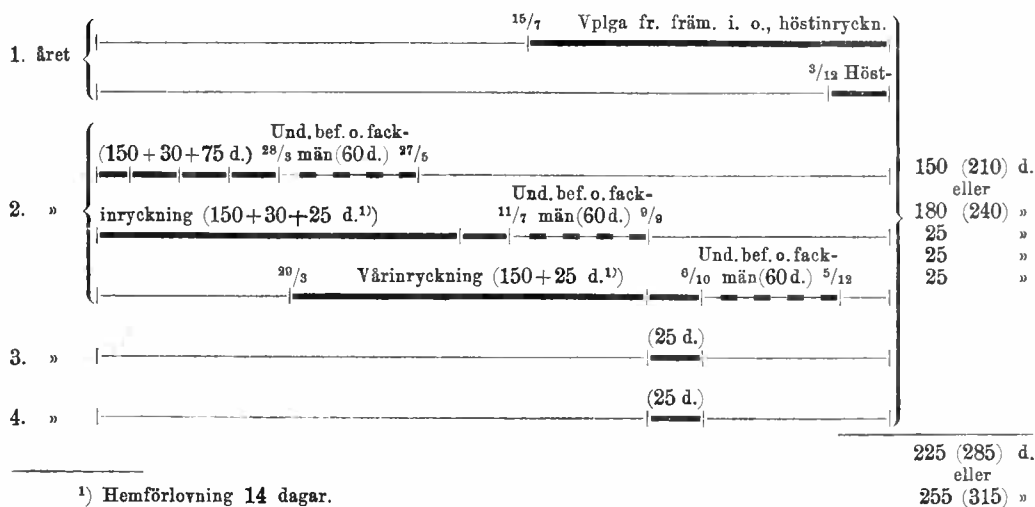 15/7 Vplga fr. främ. i. o., höstinryckn.
1. året
3/12 Höst-
Und. bef. o. fack-
(150 + 30 + 75 d.) 28/3 män (60 d.) 27/5
150 (210) d.
eller
Und. bef. o. fack-
2. » inryckning (150 + 30 + 25 d.¹⁾) 11/7 män (60 d.) 9/9
180 (240) »
25 »
25 »
25 »
Und. bef. o. fack-
29/3 Vårinryckning (150 + 25 d.¹⁾) 6/10 män (60 d.) 5/12
(25 d.)
3. »
(25 d.)
4. »
225 (285) d.
eller
255 (315) »
¹) Hemförlovning 14 dagar.